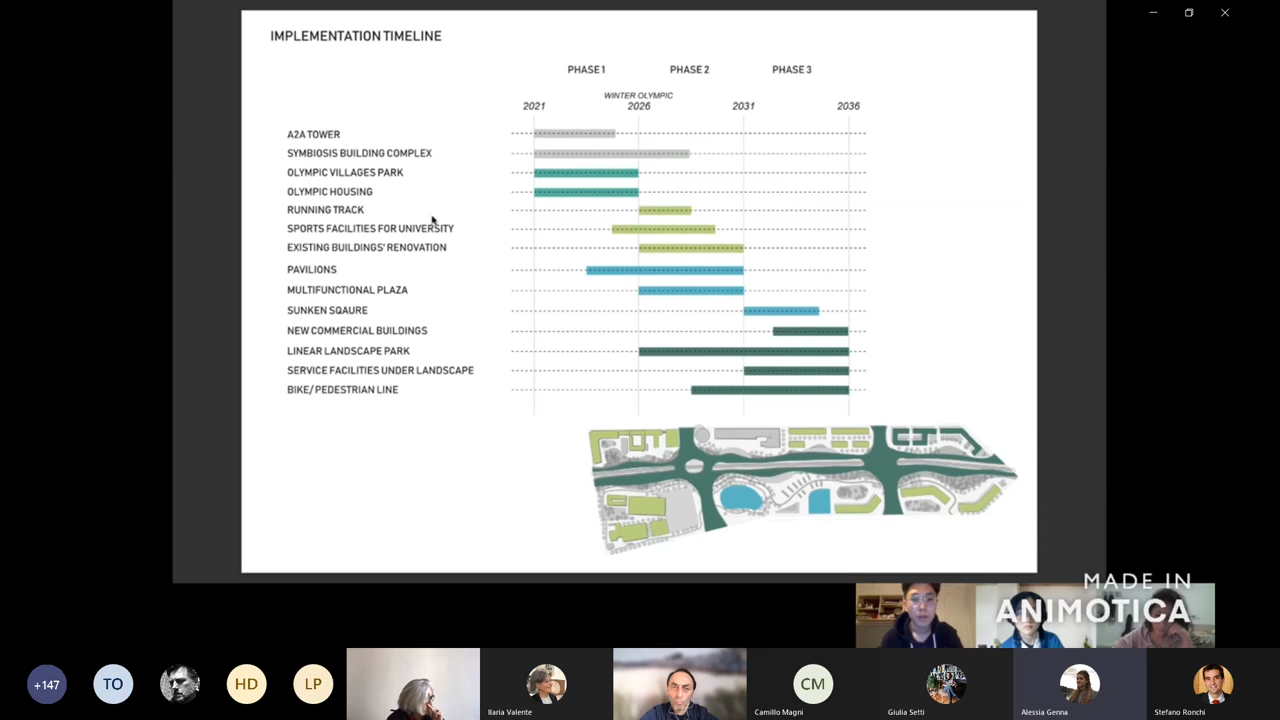 IMPLEMENTATION TIMELINE
PHASE 1 PHASE 2 PHASE 3
WINTER OLYMPIC
2021 2026 2031 2036
A2A TOWER
SYMBIOSIS BUILDING COMPLEX
OLYMPIC VILLAGES PARK
OLYMPIC HOUSING
RUNNING TRACK
SPORTS FACILITIES FOR UNIVERSITY
EXISTING BUILDINGS' RENOVATION
PAVILIONS
MULTIFUNCTIONAL PLAZA
SUNKEN SQAURE
NEW COMMERCIAL BUILDINGS
LINEAR LANDSCAPE PARK
SERVICE FACILITIES UNDER LANDSCAPE
BIKE/ PEDESTRIAN LINE
MADE IN
ANIMOTICA
+147 TO HD LP CM
Ilaria Valente Camillo Magni Giulia Setti Alessia Genna Stefano Ronchi